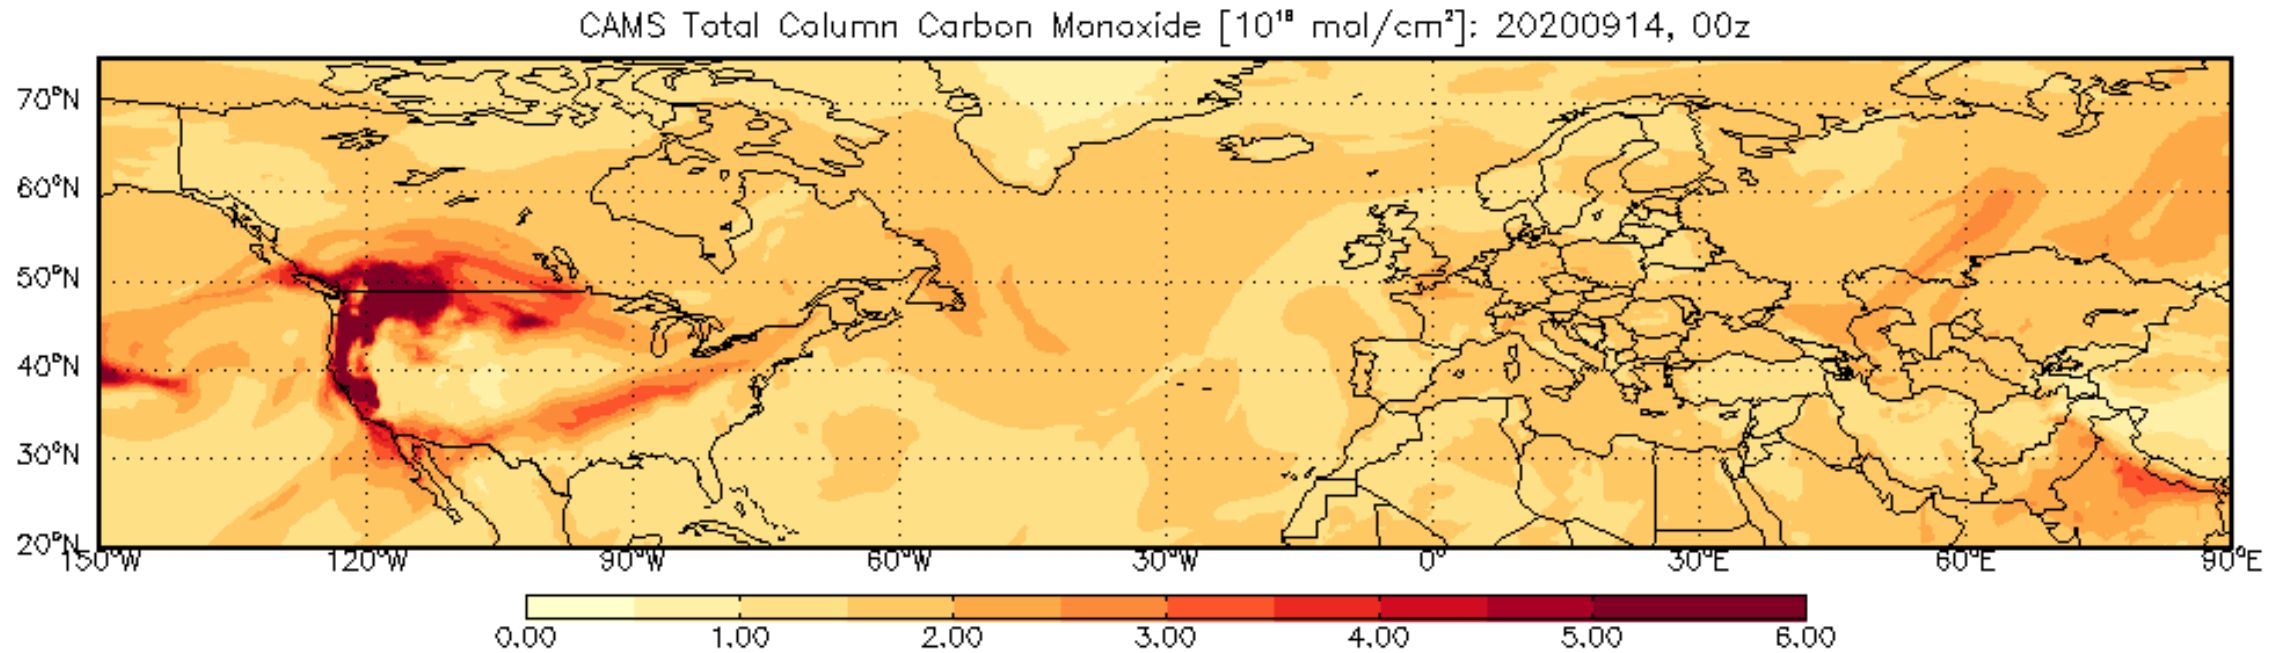 CAMS Total Column Carbon Monoxide [10¹⁸ mol/cm²]: 20200914, 00z
70°N
60°N
50°N
40°N
30°N
20°N
150°W 120°W 90°W 60°W 30°W 0° 30°E 60°E 90°E
0.00 1.00 2.00 3.00 4.00 5.00 6.00